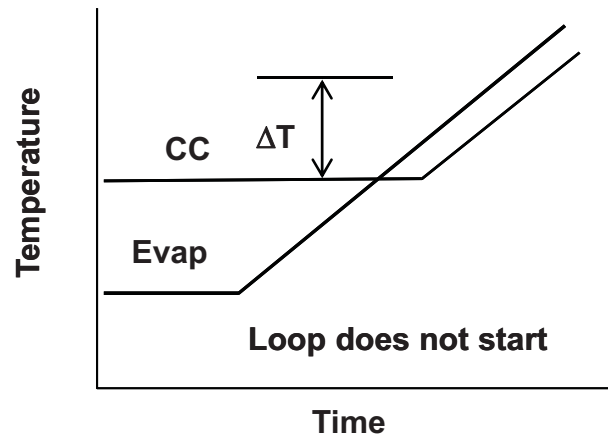 Temperature
CC
ΔT
Evap
Loop does not start
Time